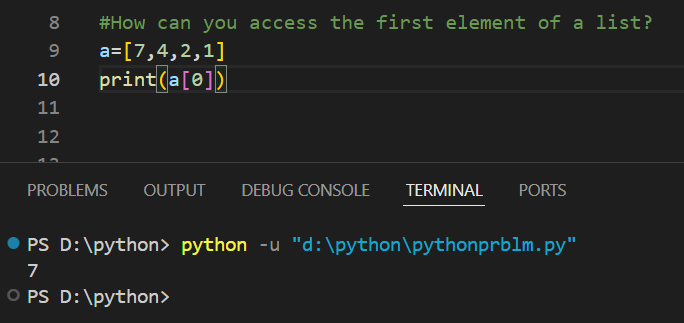 8 #How can you access the first element of a list?
9 a=[7,4,2,1]
10 print(a[0])
11
12
PROBLEMS OUTPUT DEBUG CONSOLE TERMINAL PORTS
PS D:\python> python -u "d:\python\pythonprblm.py"
7
PS D:\python>